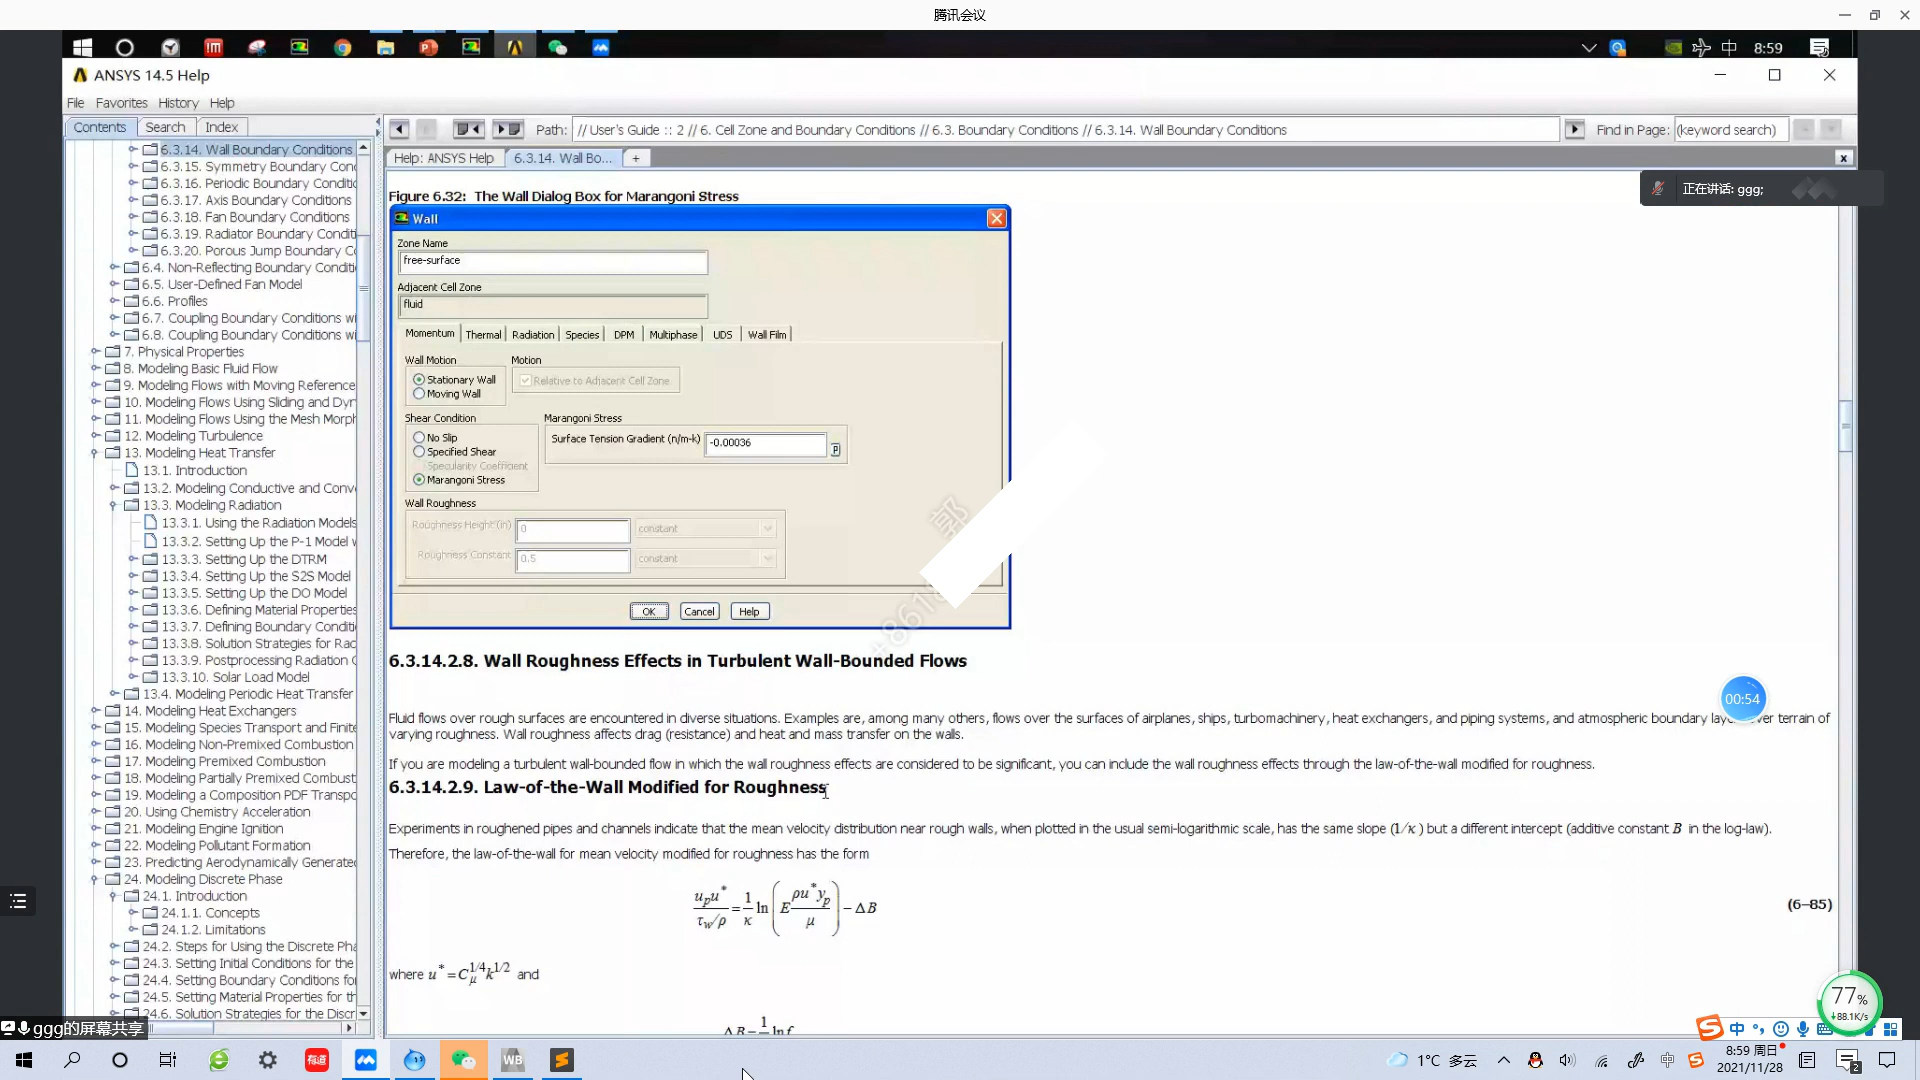 腾讯会议
中
8:59
ANSYS 14.5 Help
File Favorites History Help
Contents Search Index
Path: // User's Guide :: 2 // 6. Cell Zone and Boundary Conditions // 6.3. Boundary Conditions // 6.3.14. Wall Boundary Conditions
Find in Page: (keyword search)
Help: ANSYS Help
6.3.14. Wall Bo...
+
x
正在讲话: ggg;
6.3.14. Wall Boundary Conditions
6.3.15. Symmetry Boundary Con
6.3.16. Periodic Boundary Conditio
6.3.17. Axis Boundary Conditions
6.3.18. Fan Boundary Conditions
6.3.19. Radiator Boundary Conditi
6.3.20. Porous Jump Boundary C
6.4. Non-Reflecting Boundary Conditi
6.5. User-Defined Fan Model
6.6. Profiles
6.7. Coupling Boundary Conditions wi
6.8. Coupling Boundary Conditions wi
7. Physical Properties
8. Modeling Basic Fluid Flow
9. Modeling Flows with Moving Reference
10. Modeling Flows Using Sliding and Dyn
11. Modeling Flows Using the Mesh Morph
12. Modeling Turbulence
13. Modeling Heat Transfer
13.1. Introduction
13.2. Modeling Conductive and Conv
13.3. Modeling Radiation
13.3.1. Using the Radiation Models
13.3.2. Setting Up the P-1 Model w
13.3.3. Setting Up the DTRM
13.3.4. Setting Up the S2S Model
13.3.5. Setting Up the DO Model
13.3.6. Defining Material Properties
13.3.7. Defining Boundary Conditio
13.3.8. Solution Strategies for Rad
13.3.9. Postprocessing Radiation Q
13.3.10. Solar Load Model
13.4. Modeling Periodic Heat Transfer
14. Modeling Heat Exchangers
15. Modeling Species Transport and Finite
16. Modeling Non-Premixed Combustion
17. Modeling Premixed Combustion
18. Modeling Partially Premixed Combust
19. Modeling a Composition PDF Transpo
20. Using Chemistry Acceleration
21. Modeling Engine Ignition
22. Modeling Pollutant Formation
23. Predicting Aerodynamically Generated
24. Modeling Discrete Phase
24.1. Introduction
24.1.1. Concepts
24.1.2. Limitations
24.2. Steps for Using the Discrete Pha
24.3. Setting Initial Conditions for the
24.4. Setting Boundary Conditions for
24.5. Setting Material Properties for th
24.6. Solution Strategies for the Discr
Figure 6.32: The Wall Dialog Box for Marangoni Stress
Wall
Zone Name
free-surface
Adjacent Cell Zone
fluid
Momentum Thermal Radiation Species DPM Multiphase UDS Wall Film
Wall Motion Motion
Stationary Wall Relative to Adjacent Cell Zone
Moving Wall
Shear Condition Marangoni Stress
No Slip Surface Tension Gradient (n/m-k) -0.00036 P
Specified Shear
Specularity Coefficient
Marangoni Stress
Wall Roughness
Roughness Height (in) 0 constant
Roughness Constant 0.5 constant
OK Cancel Help
郭
6.3.14.2.8. Wall Roughness Effects in Turbulent Wall-Bounded Flows
00:54
Fluid flows over rough surfaces are encountered in diverse situations. Examples are, among many others, flows over the surfaces of airplanes, ships, turbomachinery, heat exchangers, and piping systems, and atmospheric boundary over terrain of
varying roughness. Wall roughness affects drag (resistance) and heat and mass transfer on the walls.
If you are modeling a turbulent wall-bounded flow in which the wall roughness effects are considered to be significant, you can include the wall roughness effects through the law-of-the-wall modified for roughness.
6.3.14.2.9. Law-of-the-Wall Modified for Roughness
Experiments in roughened pipes and channels indicate that the mean velocity distribution near rough walls, when plotted in the usual semi-logarithmic scale, has the same slope (1/κ) but a different intercept (additive constant B in the log-law).
Therefore, the law-of-the-wall for mean velocity modified for roughness has the form
u_p u*/(τ_w/ρ) = 1/κ ln(E ρu*y_p/μ) − ΔB (6–85)
where u* = C_μ^{1/4} k^{1/2} and
ggg的屏幕共享
77%
88.1K/s
中
有道
WB
1°C 多云
中
8:59 周日
2021/11/28
2